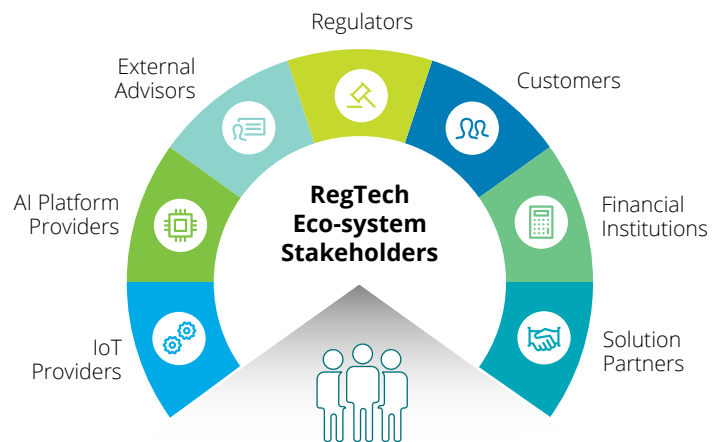 Regulators
External
Advisors
Customers
AI Platform
Providers
RegTech
Eco-system
Stakeholders
Financial
Institutions
IoT
Providers
Solution
Partners